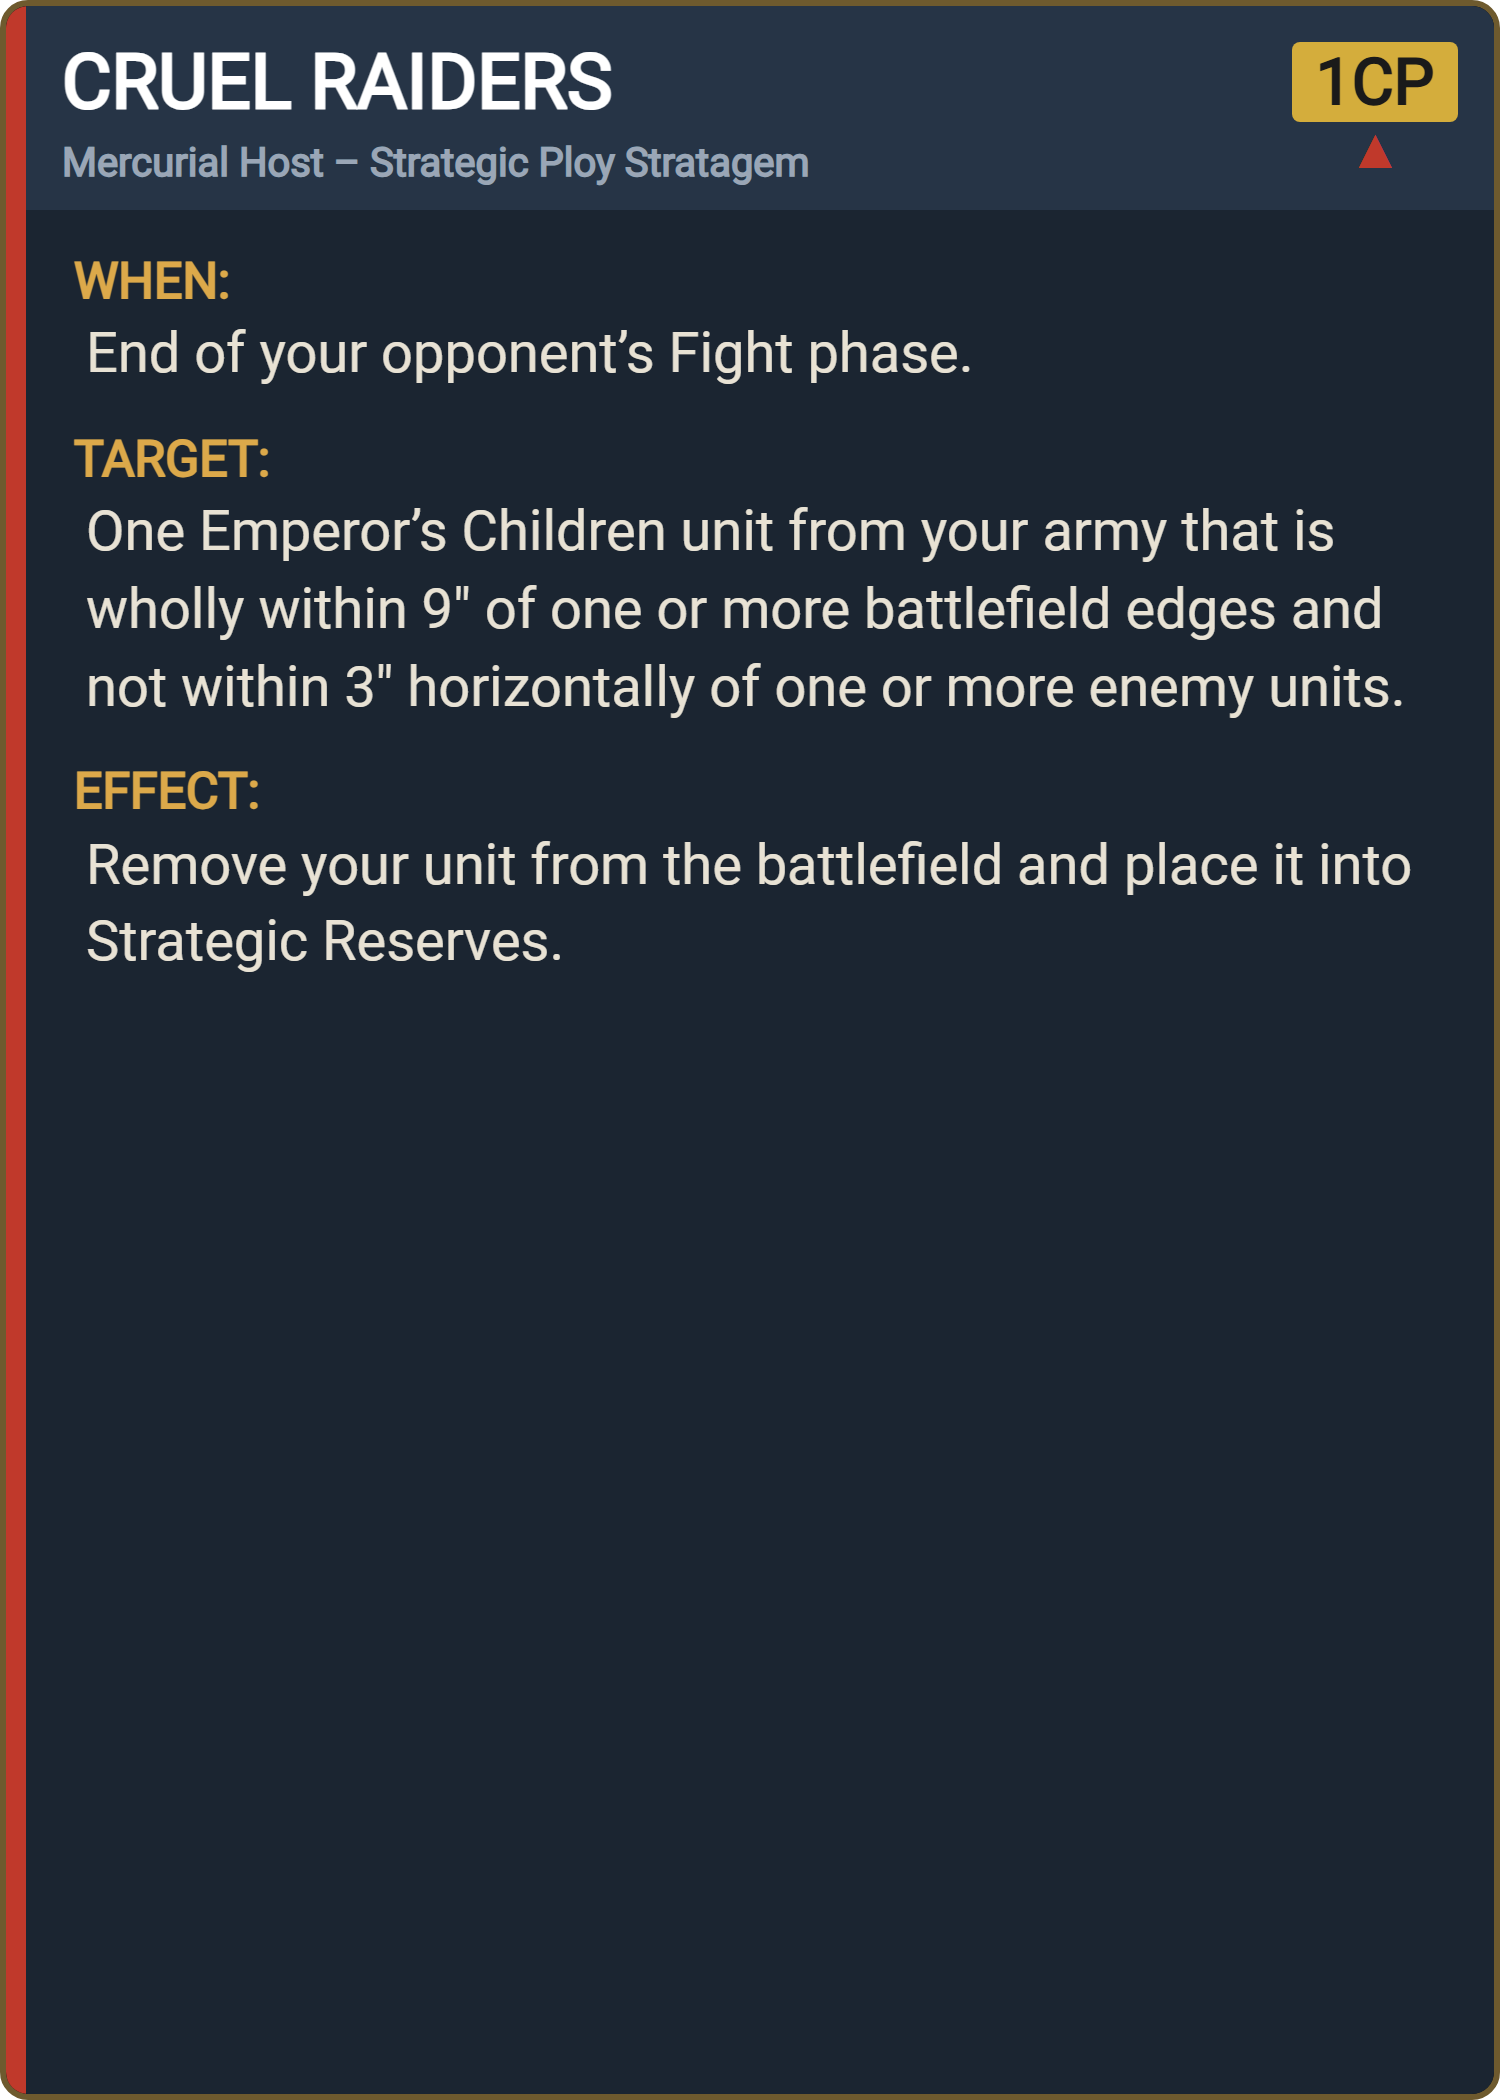 CRUEL RAIDERS
1CP
Mercurial Host – Strategic Ploy Stratagem
WHEN:
End of your opponent’s Fight phase.
TARGET:
One Emperor’s Children unit from your army that is
wholly within 9" of one or more battlefield edges and
not within 3" horizontally of one or more enemy units.
EFFECT:
Remove your unit from the battlefield and place it into
Strategic Reserves.